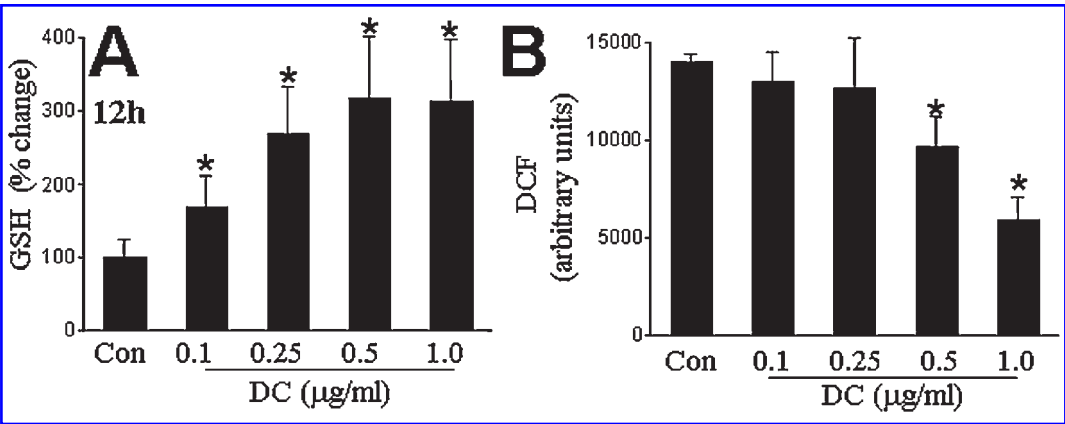 A
12h
GSH (% change)
400
300
200
100
0
*
*
*
*
Con 0.1 0.25 0.5 1.0
DC (μg/ml)
B
DCF
(arbitrary units)
15000
10000
5000
0
*
*
Con 0.1 0.25 0.5 1.0
DC (μg/ml)